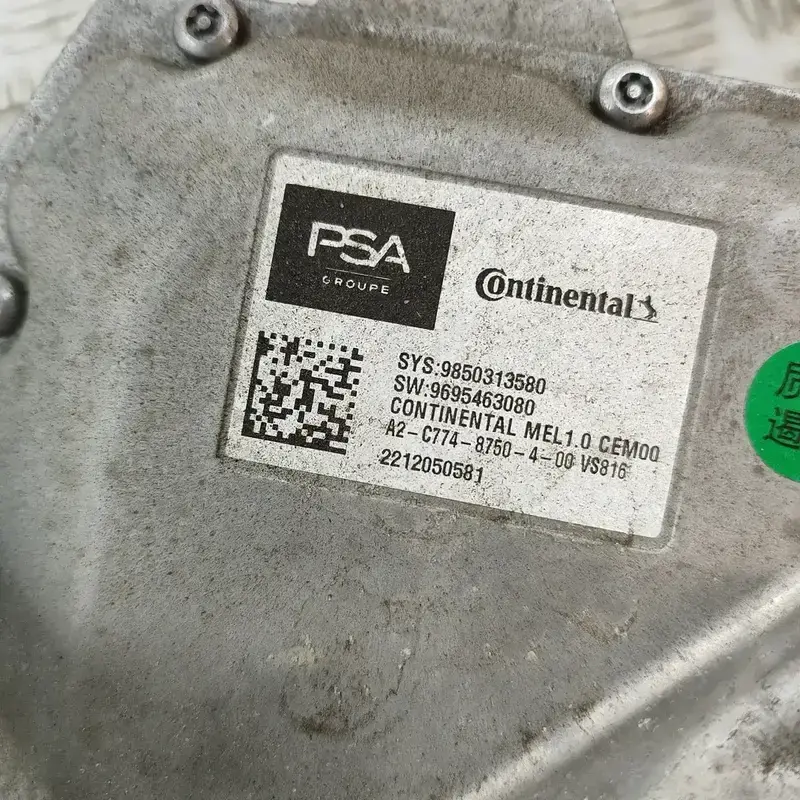 PSA
GROUPE
Continental
SYS:9850313580
SW:9695463080
CONTINENTAL MEL1.0 CEM00
A2-C774-8750-4-00 VS816
2212050581